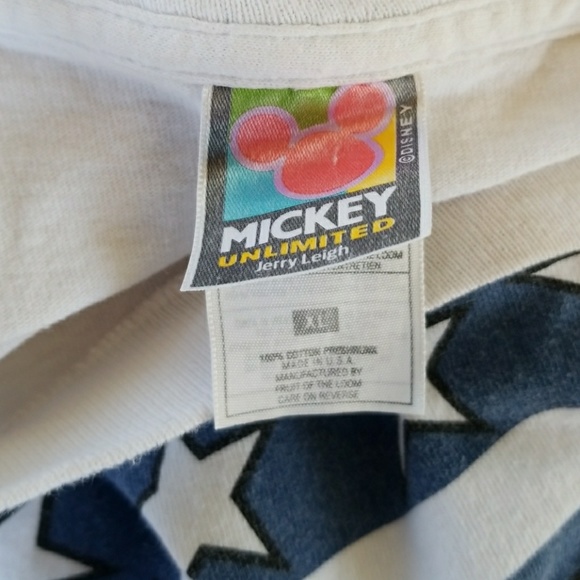 ©DISNEY
MICKEY
UNLIMITED
Jerry Leigh
LOOM
XL
100% COTTON PRESHRUNK
MADE IN U.S.A.
MANUFACTURED BY
FRUIT OF THE LOOM
CARE ON REVERSE